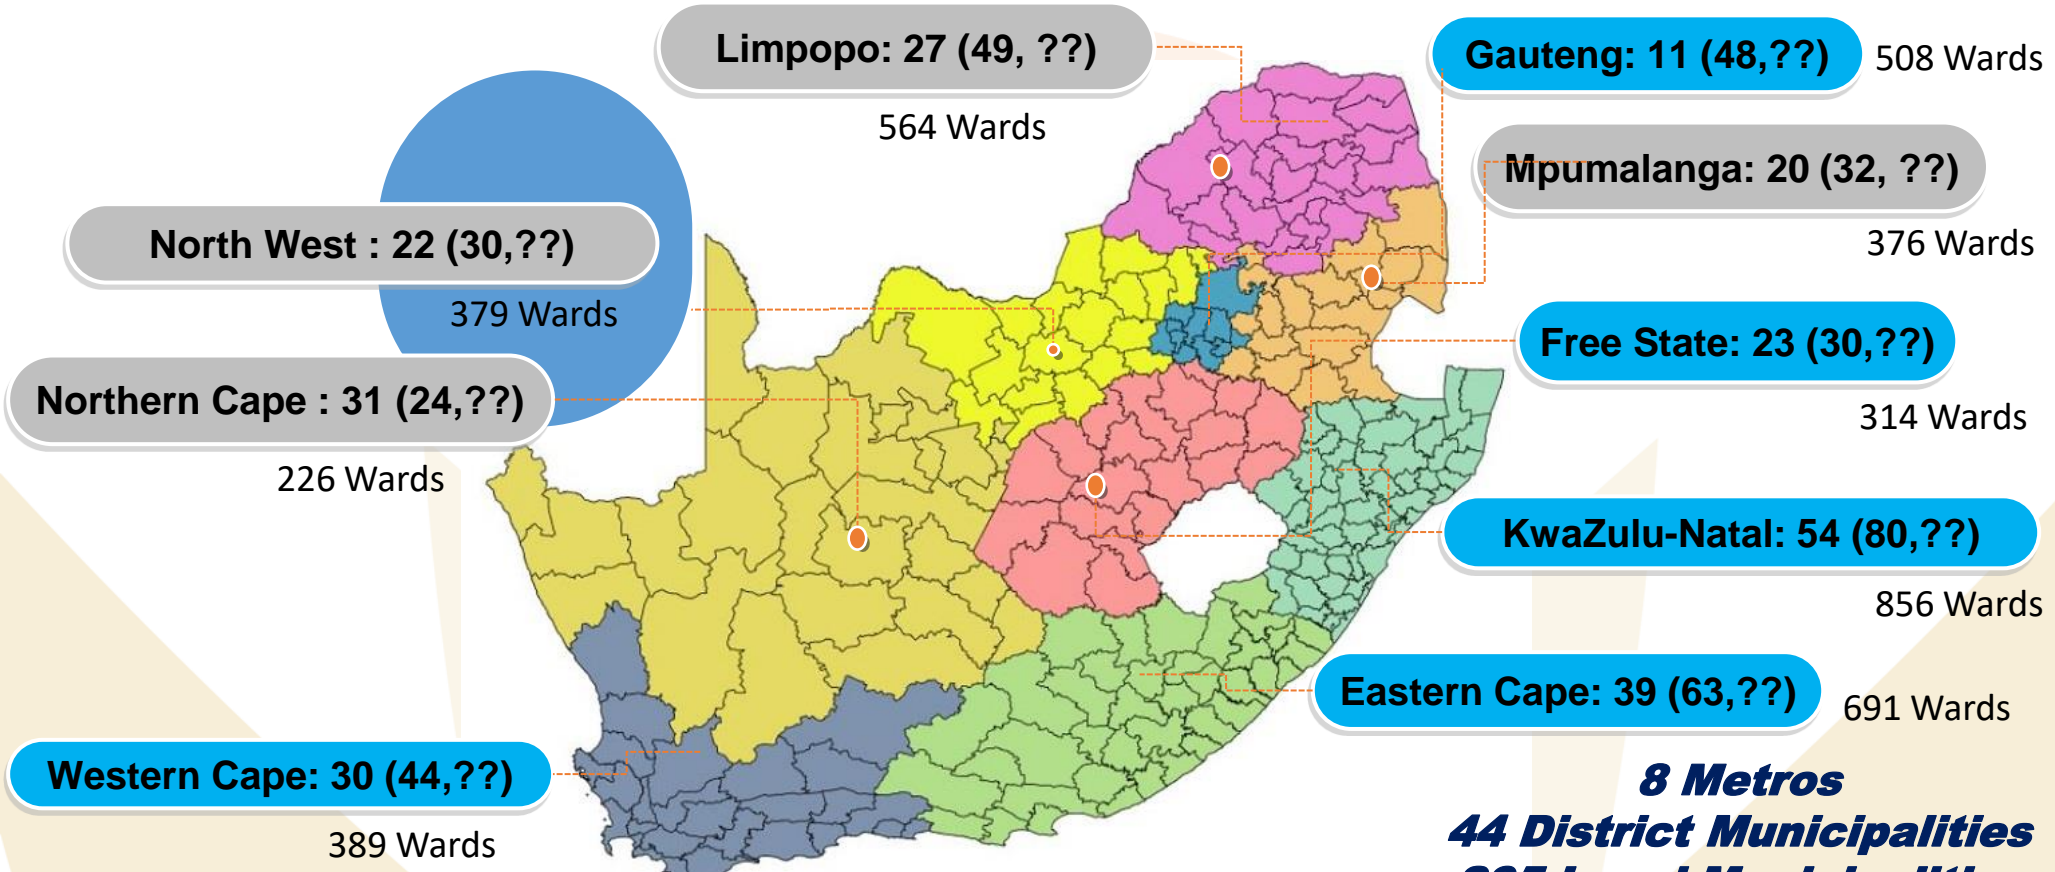 Limpopo: 27 (49, ??)
564 Wards
Gauteng: 11 (48,??)
508 Wards
Mpumalanga: 20 (32, ??)
376 Wards
North West : 22 (30,??)
379 Wards
Free State: 23 (30,??)
314 Wards
Northern Cape : 31 (24,??)
226 Wards
KwaZulu-Natal: 54 (80,??)
856 Wards
Eastern Cape: 39 (63,??)
691 Wards
Western Cape: 30 (44,??)
389 Wards
8 Metros
44 District Municipalities